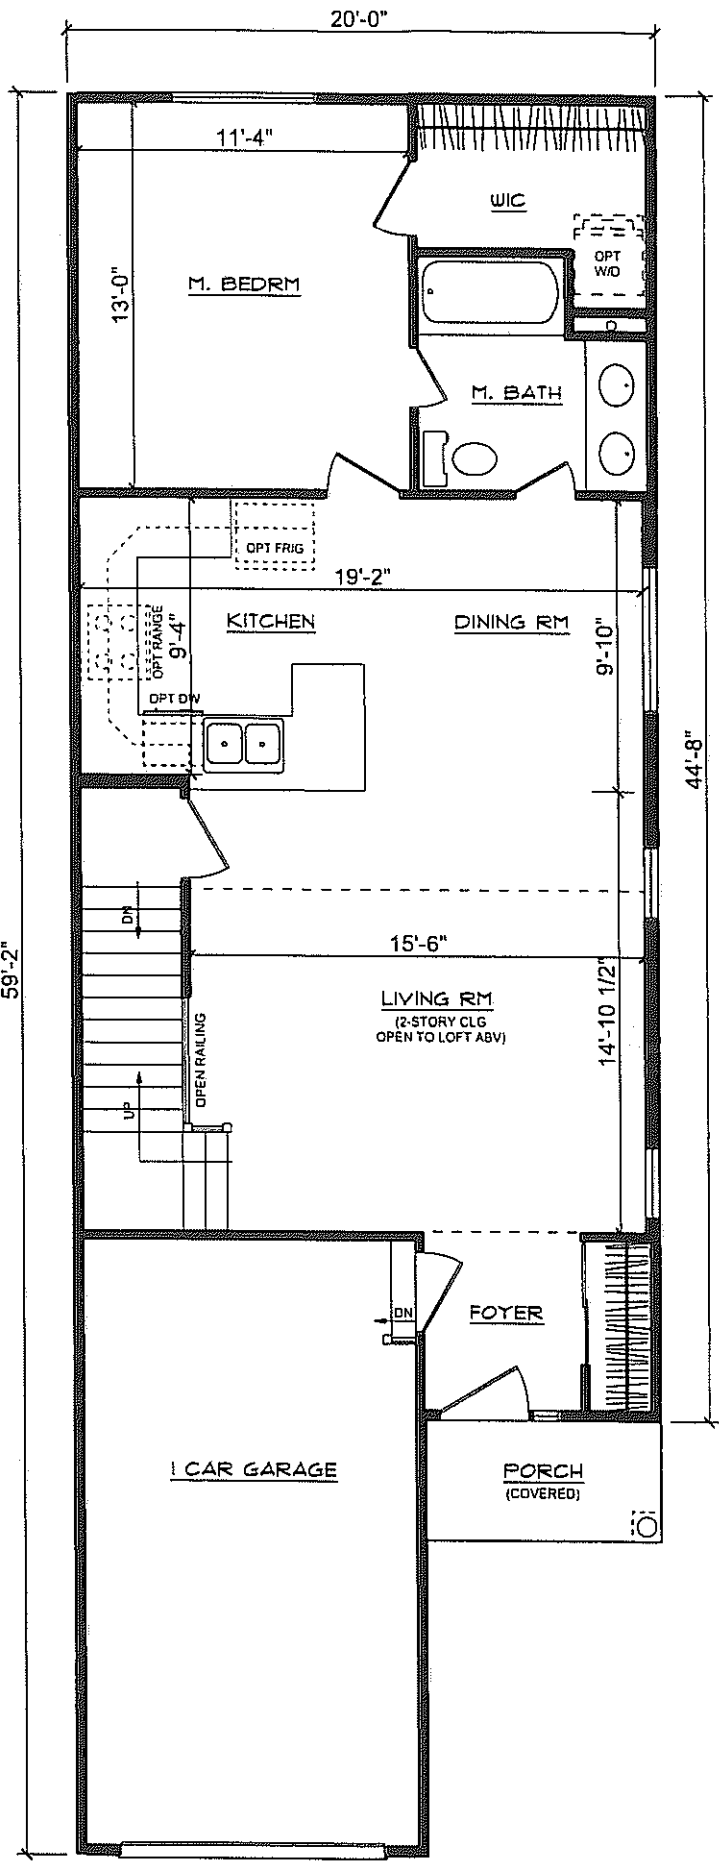 20'-0"
11'-4"
WIC
OPT
W/D
M. BEDRM
13'-0"
M. BATH
OPT FRIG
19'-2"
KITCHEN
DINING RM
OPT RANGE
9'-4"
9'-10"
OPT DW
44'-8"
DN
15'-6"
59'-2"
LIVING RM
(2-STORY CLG
OPEN TO LOFT ABV)
14'-10 1/2"
OPEN RAILING
UP
DN
FOYER
1 CAR GARAGE
PORCH
(COVERED)